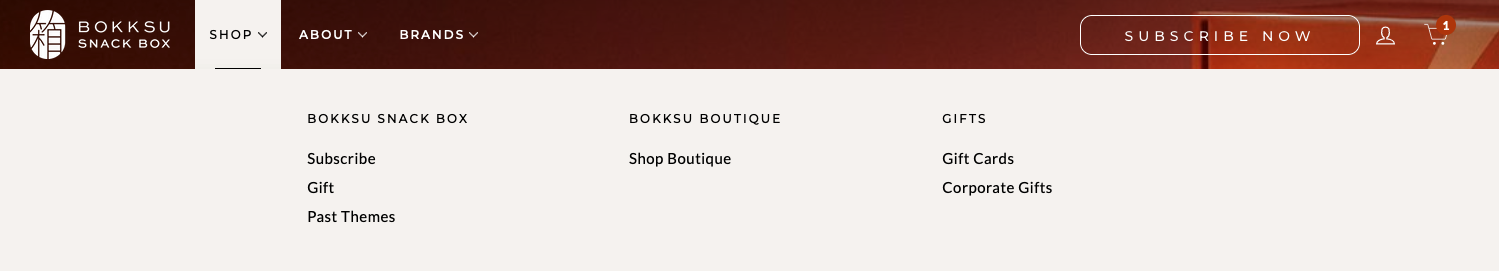 箱
BOKKSU
SNACK BOX
SHOP
ABOUT
BRANDS
SUBSCRIBE NOW
1
BOKKSU SNACK BOX
Subscribe
Gift
Past Themes
BOKKSU BOUTIQUE
Shop Boutique
GIFTS
Gift Cards
Corporate Gifts